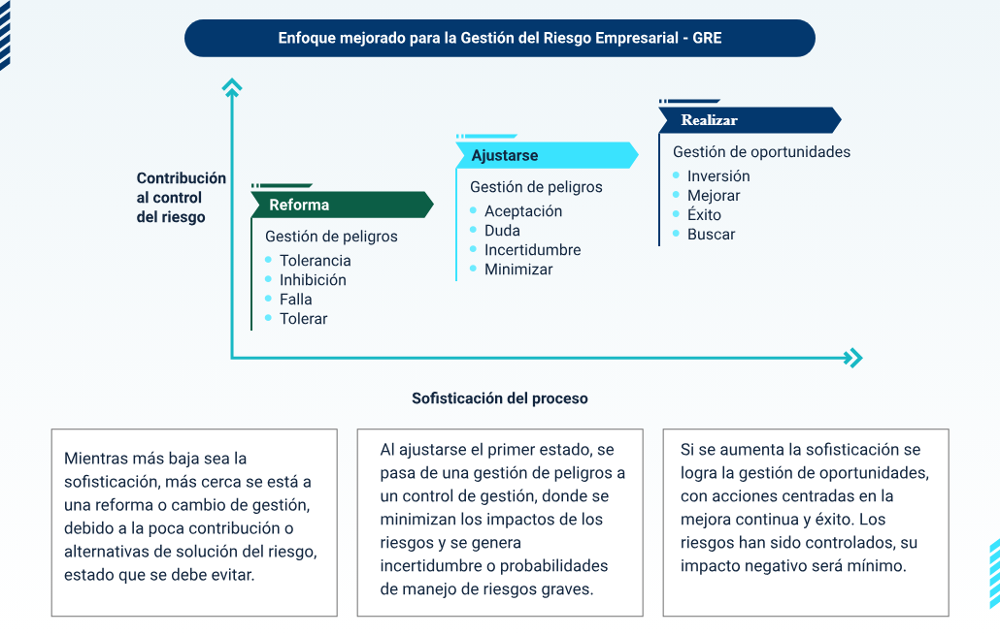 Enfoque mejorado para la Gestión del Riesgo Empresarial - GRE
Contribución
al control
del riesgo
Reforma
Gestión de peligros
Tolerancia
Inhibición
Falla
Tolerar
Ajustarse
Gestión de peligros
Aceptación
Duda
Incertidumbre
Minimizar
Realizar
Gestión de oportunidades
Inversión
Mejorar
Éxito
Buscar
Sofisticación del proceso
Mientras más baja sea la
sofisticación, más cerca se está a
una reforma o cambio de gestión,
debido a la poca contribución o
alternativas de solución del riesgo,
estado que se debe evitar.
Al ajustarse el primer estado, se
pasa de una gestión de peligros a
un control de gestión, donde se
minimizan los impactos de los
riesgos y se genera
incertidumbre o probabilidades
de manejo de riesgos graves.
Si se aumenta la sofisticación se
logra la gestión de oportunidades,
con acciones centradas en la
mejora continua y éxito. Los
riesgos han sido controlados, su
impacto negativo será mínimo.